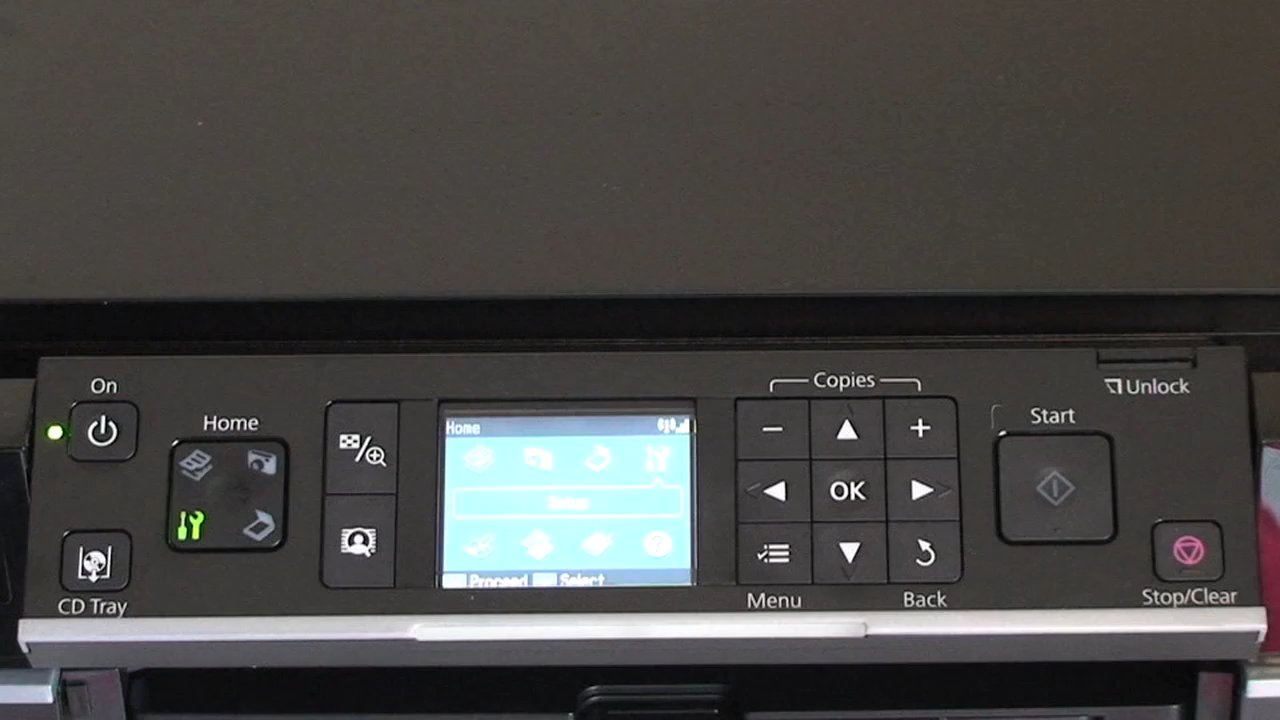 On
Home
CD Tray
Home
Setup
Proceed Select
Copies
OK
Menu
Back
Unlock
Start
Stop/Clear